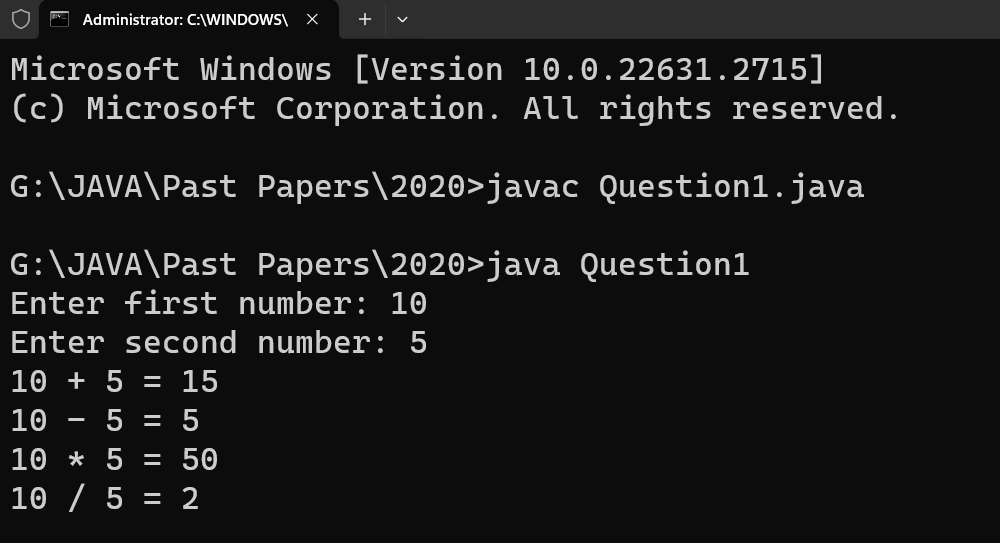 Administrator: C:\WINDOWS\
Microsoft Windows [Version 10.0.22631.2715]
(c) Microsoft Corporation. All rights reserved.
G:\JAVA\Past Papers\2020>javac Question1.java
G:\JAVA\Past Papers\2020>java Question1
Enter first number: 10
Enter second number: 5
10 + 5 = 15
10 - 5 = 5
10 * 5 = 50
10 / 5 = 2